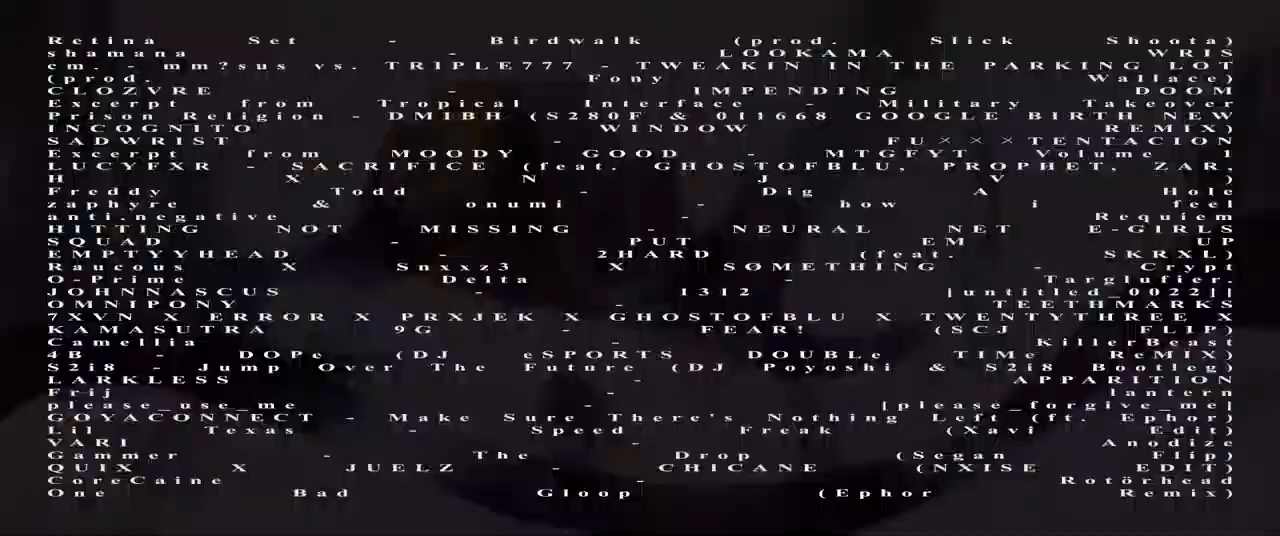 Retina Set - Birdwalk (prod. Slick Shoota)
shamana - LOOKAMA WRIS
em. - mm?sus vs. TRIPLE777 - TWEAKIN IN THE PARKING LOT
(prod. Fony Wallace)
CLOZVRE - IMPENDING DOOM
Excerpt from Tropical Interface - Military Takeover
Prison Religion - DMIBH (S280F & 011668 GOOGLE BIRTH NEW
INCOGNITO WINDOW REMIX)
SADWRIST - FU×××TENTACION
Excerpt from MOODY GOOD - MTGFYT Volume 1
LUCYFXR - SACRIFICE (feat. GHOSTOFBLU, PROPHET, ZAR,
H X N J V )
Freddy Todd - Dig A Hole
zaphyre & onumi - how i feel
anti.negative - Requiem
HITTING NOT MISSING - NEURAL NET E-GIRLS
SQUAD - PUT EM UP
EMPTYYHEAD - 2HARD (feat. SKRXL)
Raucous X Snxxz3 X SØMETHING - Crypt
O-Prime Delta - Targlufier.
JOHNNASCUS - 1312 [untitled_0022[]
OMNIPONY - TEETHMARKS
7XVN X ERROR X PRXJEK X GHOSTOFBLU X TWENTYTHREE X
KAMASUTRA 9G - FEAR! (SCJ FLIP)
Camellia - KillerBeast
4B - DOPe (DJ eSPORTS DOUBLe TIMe ReMIX)
S2i8 - Jump Over The Future (DJ Poyoshi & S2i8 Bootleg)
LARKLESS - APPARITION
Frij - lantern
please_use_me - [please_forgive_me]
GOYACONNECT - Make Sure There's Nothing Left (ft. Ephor)
Lil Texas - Speed Freak (Xavi Edit)
VARI - Anodize
Gammer - The Drop (Segan Flip)
QUIX X JUELZ - CHICANE (NXISE EDIT)
CoreCaine - Rotörhead
One Bad Gloop (Ephor Remix)